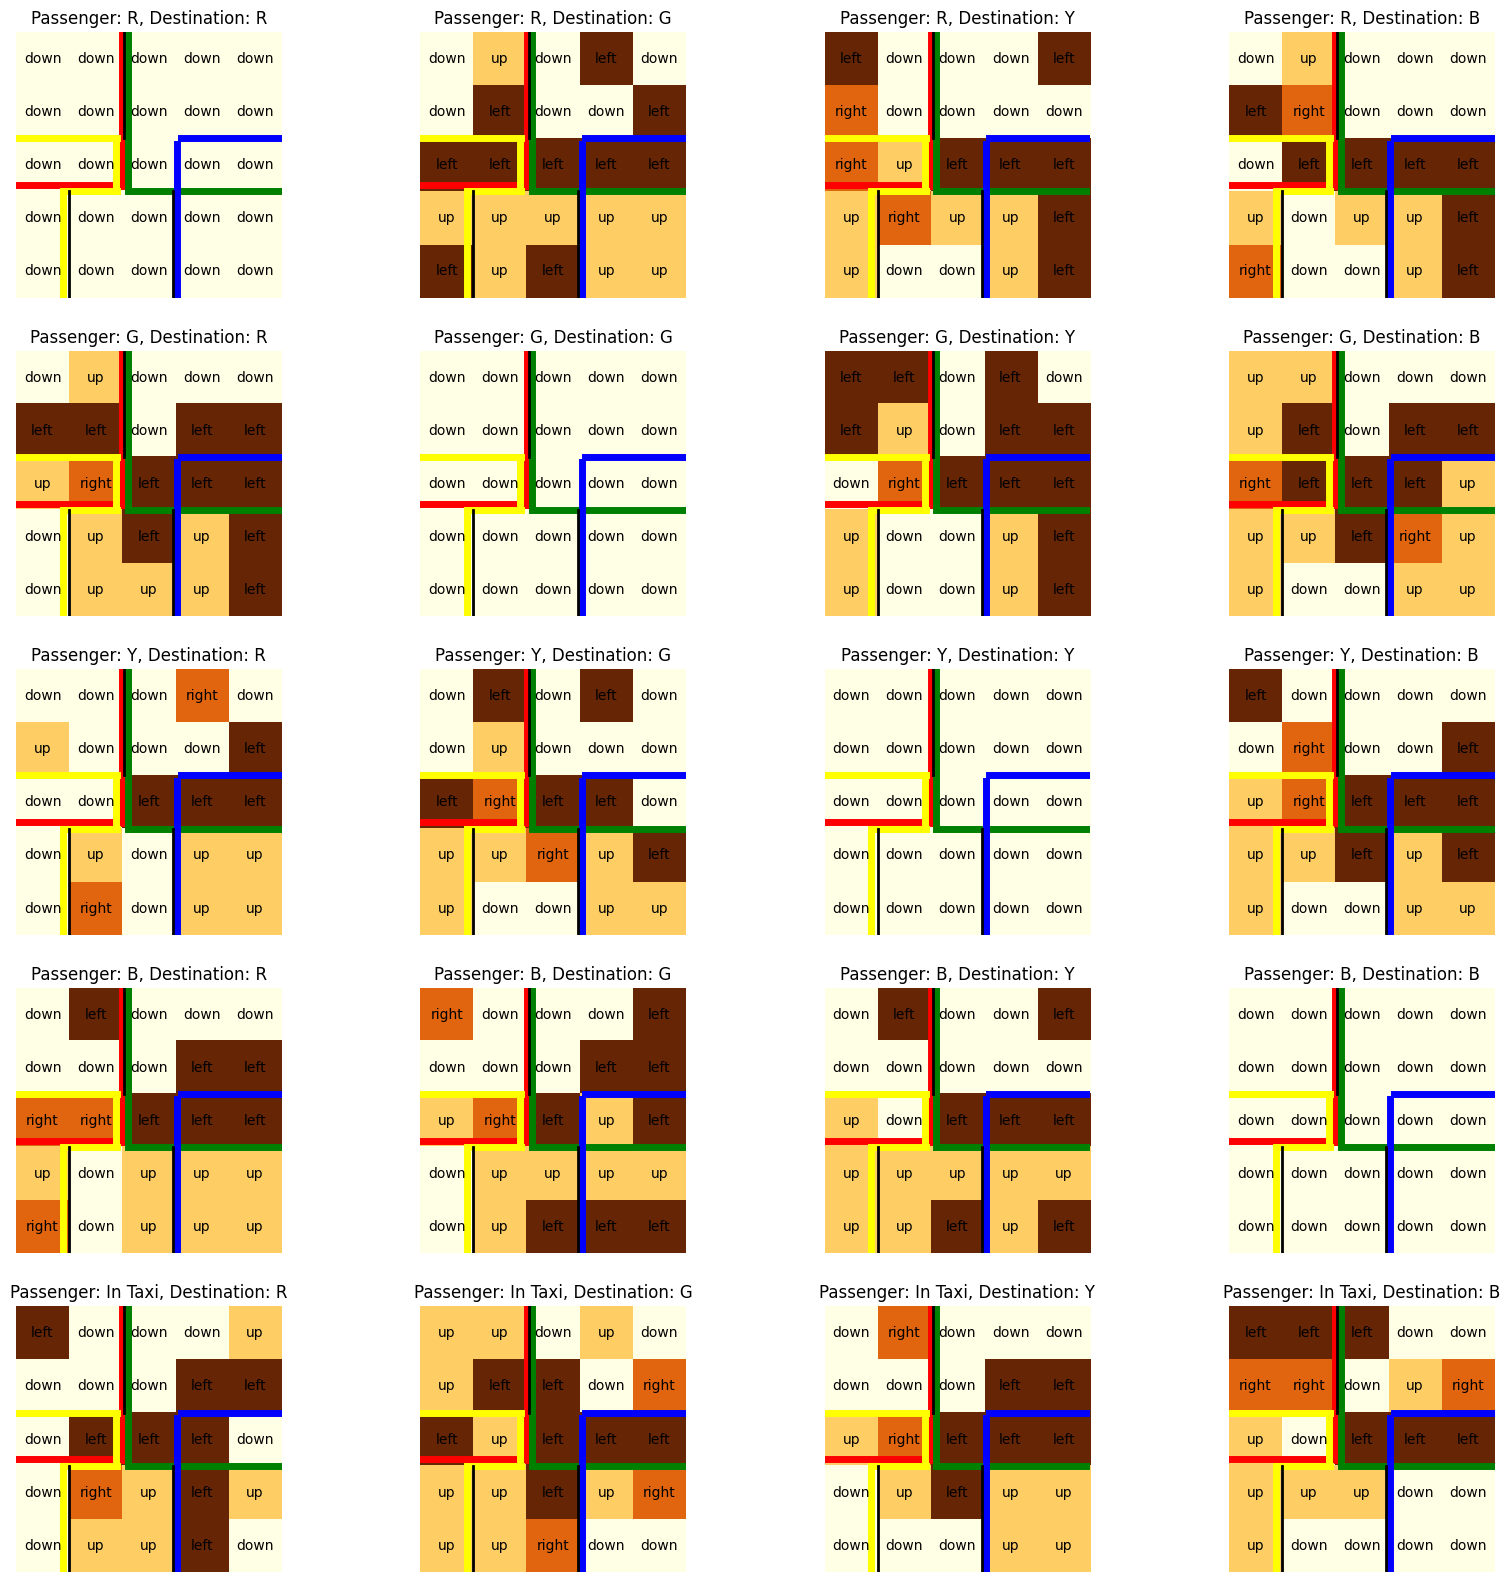 Passenger: R, Destination: R Passenger: R, Destination: G Passenger: R, Destination: Y Passenger: R, Destination: B
down down down down down down up down left down left down down down left down up down down down
down down down down down down left down down left right down down down down left right down down down
down down down down down left left left left left right up left left left down left left left left
down down down down down up up up up up up right up up left up down up up left
down down down down down left up left up up up down down up left right down down up left
Passenger: G, Destination: R Passenger: G, Destination: G Passenger: G, Destination: Y Passenger: G, Destination: B
down up down down down down down down down down left left down left down up up down down down
left left down left left down down down down down left up down left left up left down left left
up right left left left down down down down down down right left left left right left left left up
down up left up left down down down down down up down down up left up up left right up
down up up up left down down down down down up down down up left up down down up up
Passenger: Y, Destination: R Passenger: Y, Destination: G Passenger: Y, Destination: Y Passenger: Y, Destination: B
down down down right down down left down left down down down down down down left down down down down
up down down down left down up down down down down down down down down down right down down left
down down left left left left right left left down down down down down down up right left left left
down up down up up up up right up left down down down down down up up left up left
down right down up up up down down up up down down down down down up down down up up
Passenger: B, Destination: R Passenger: B, Destination: G Passenger: B, Destination: Y Passenger: B, Destination: B
down left down down down right down down down left down left down down left down down down down down
down down down left left down down down left left down down down down down down down down down down
right right left left left up right left up left up down left left left down down down down down
up down up up up down up up up up up up up up up down down down down down
right down up up up down up left left left up up left up left down down down down down
Passenger: In Taxi, Destination: R Passenger: In Taxi, Destination: G Passenger: In Taxi, Destination: Y Passenger: In Taxi, Destination: B
left down down down up up up down up down down right down down down left left left down down
down down down left left up left left down right down down down left left right right down up right
down left left left down left up left left left up right left left left up down left left left
down right up left up up up left up right down up left up up up up up down down
down up up left down up up right down down down down down up up up down down down down